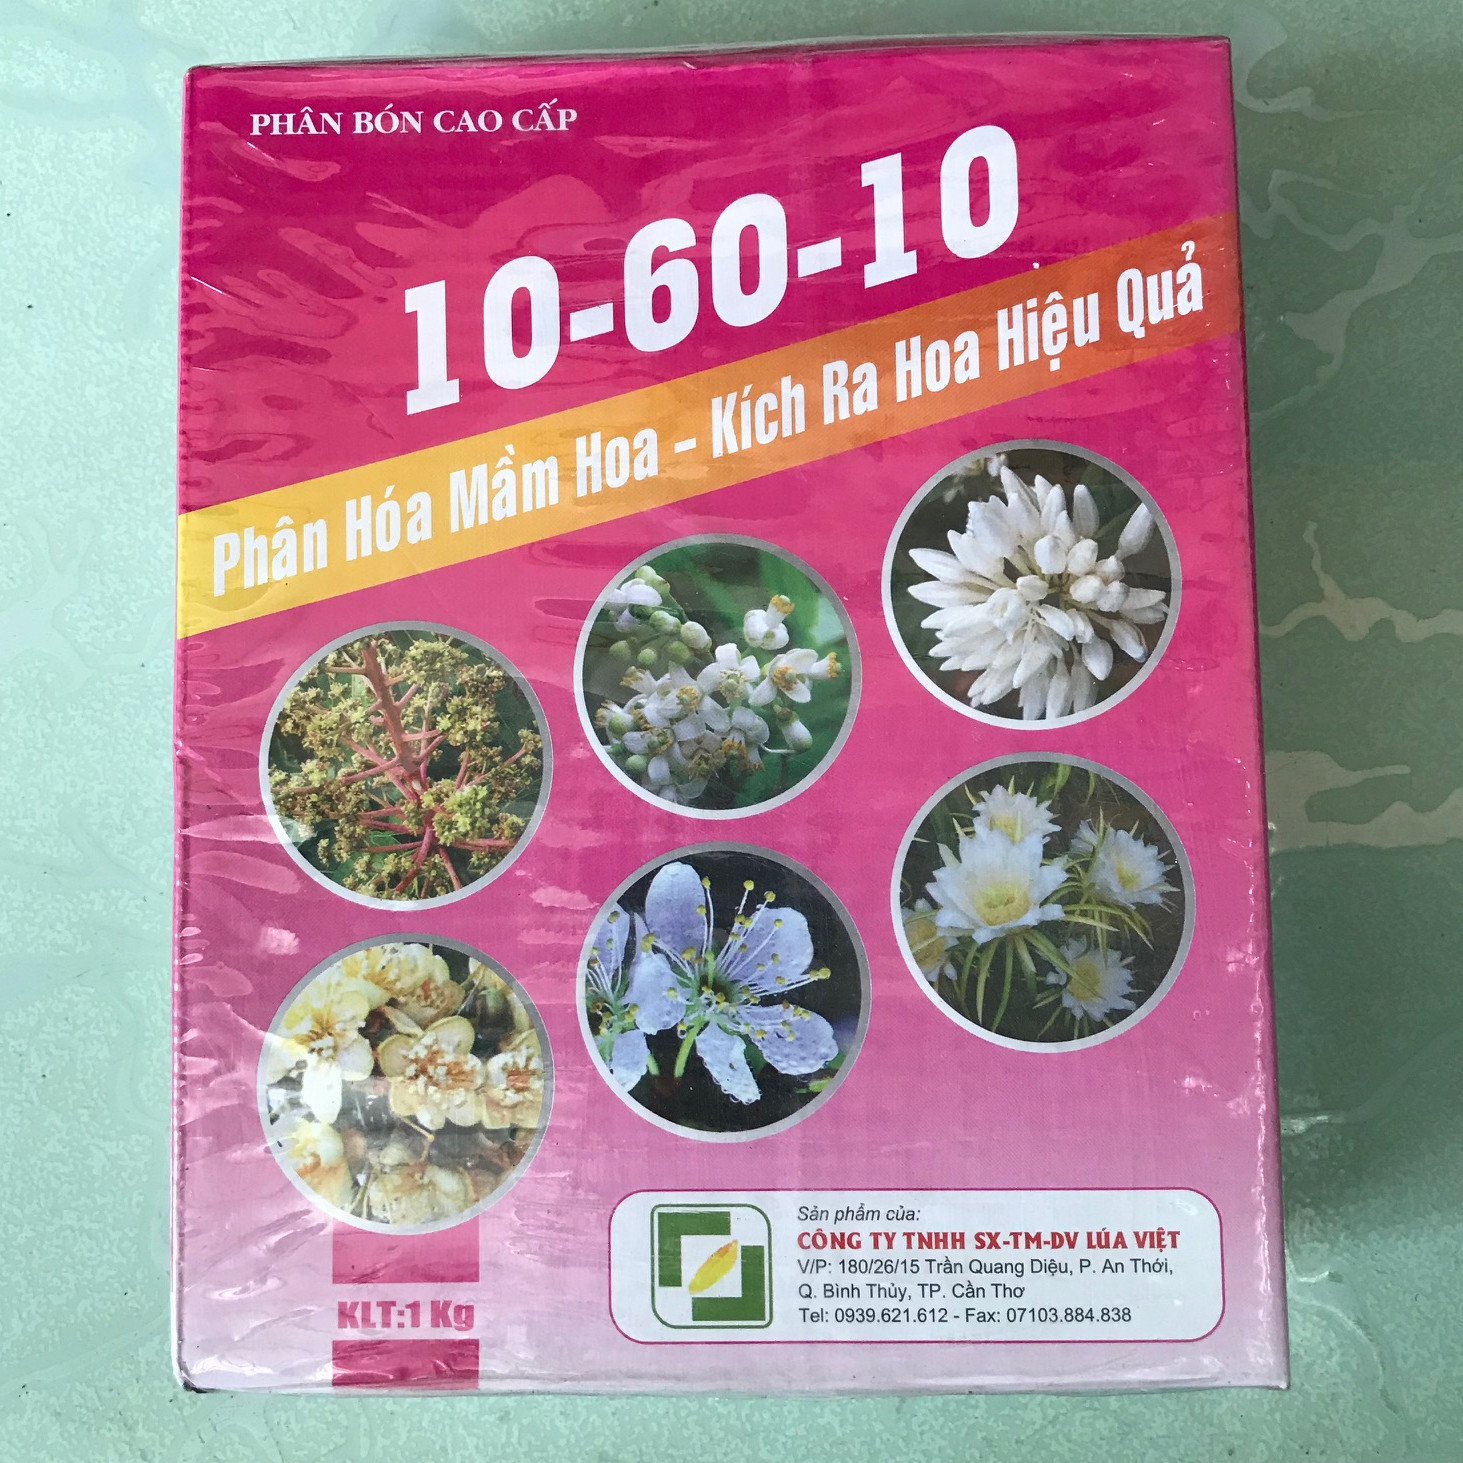 PHÂN BÓN CAO CẤP
10-60-10
Phân Hóa Mầm Hoa - Kích Ra Hoa Hiệu Quả
KLT:1 Kg
Sản phẩm của:
CÔNG TY TNHH SX-TM-DV LÚA VIỆT
V/P: 180/26/15 Trần Quang Diệu, P. An Thới,
Q. Bình Thủy, TP. Cần Thơ
Tel: 0939.621.612 - Fax: 07103.884.838